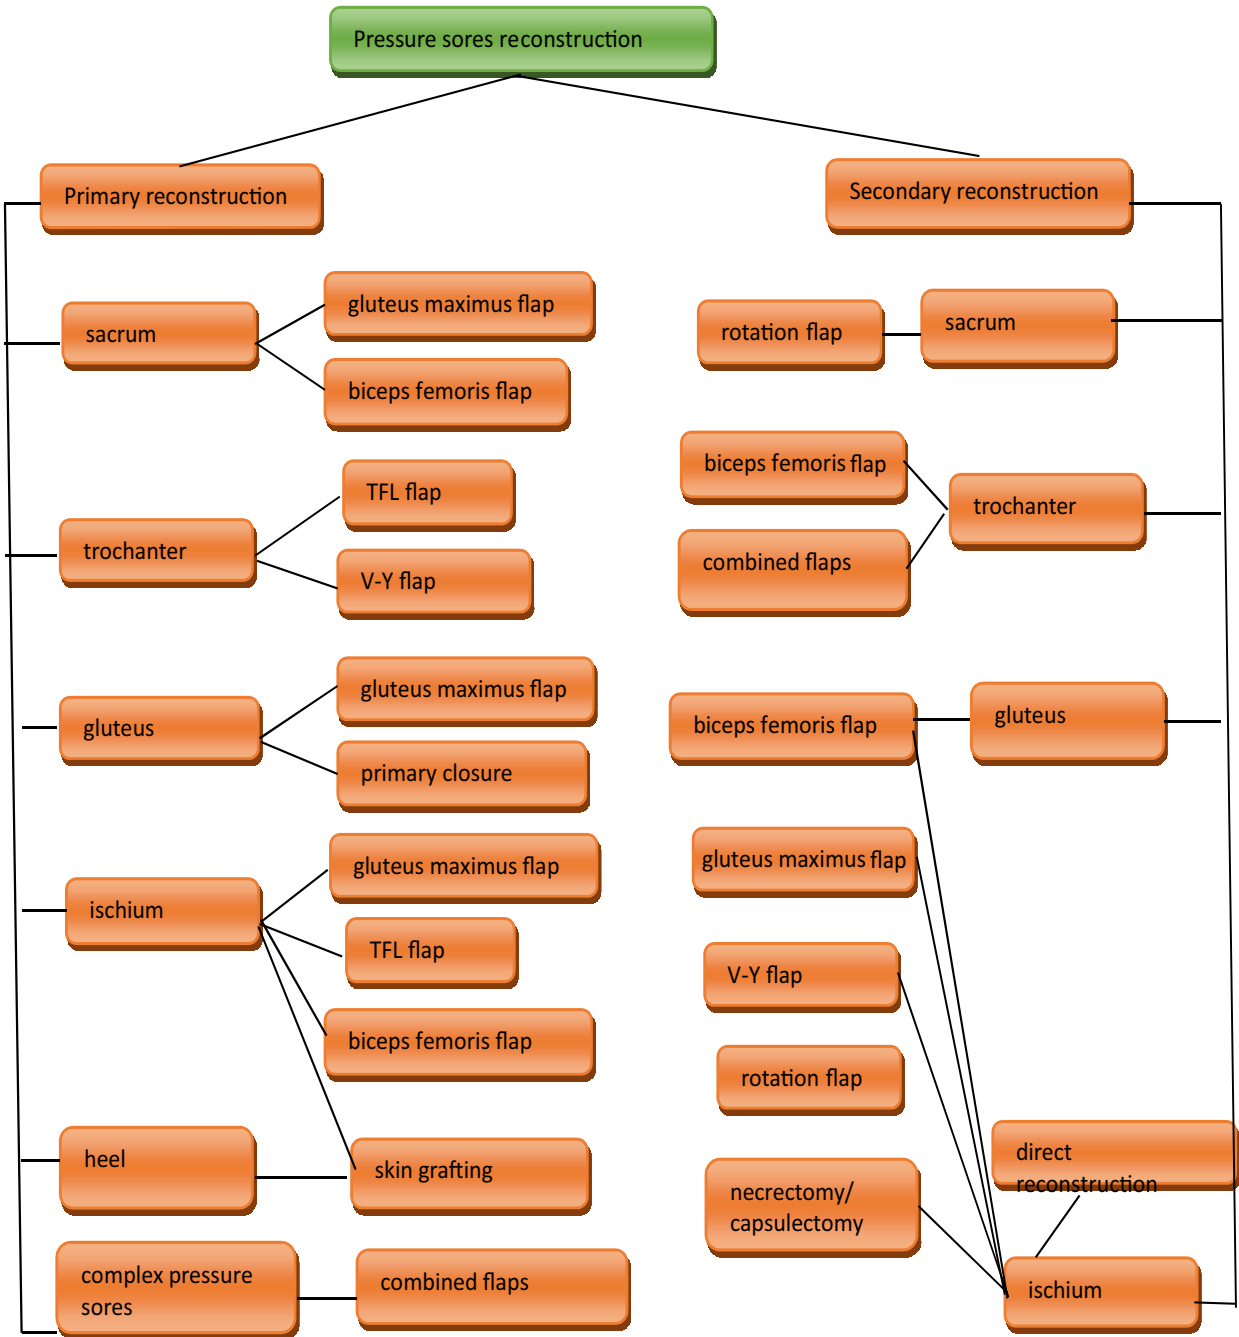 Pressure sores reconstruction
Primary reconstruction
sacrum
gluteus maximus flap
biceps femoris flap
trochanter
TFL flap
V-Y flap
gluteus
gluteus maximus flap
primary closure
ischium
gluteus maximus flap
TFL flap
biceps femoris flap
heel
skin grafting
complex pressure
sores
combined flaps
Secondary reconstruction
rotation flap
sacrum
biceps femoris flap
combined flaps
trochanter
biceps femoris flap
gluteus
gluteus maximus flap
V-Y flap
rotation flap
necrectomy/
capsulectomy
direct
reconstruction
ischium